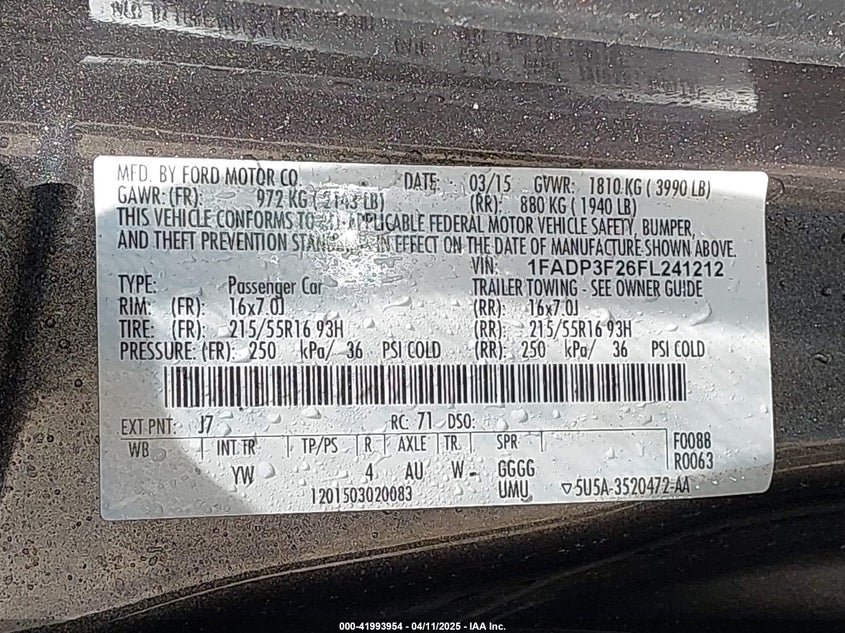 MFD. BY FORD MOTOR CO. DATE: 03/15 GVWR: 1810 KG ( 3990 LB)
GAWR: (FR): 972 KG ( 2143 LB) (RR): 880 KG ( 1940 LB)
THIS VEHICLE CONFORMS TO ALL APPLICABLE FEDERAL MOTOR VEHICLE SAFETY, BUMPER,
AND THEFT PREVENTION STANDARDS IN EFFECT ON THE DATE OF MANUFACTURE SHOWN ABOVE.
VIN: 1FADP3F26FL241212
TYPE: Passenger Car TRAILER TOWING - SEE OWNER GUIDE
RIM: (FR): 16x7.0J (RR): 16x7.0J
TIRE: (FR): 215/55R16 93H (RR): 215/55R16 93H
PRESSURE: (FR): 250 kPa/ 36 PSI COLD (RR): 250 kPa/ 36 PSI COLD
EXT PNT: J7 RC: 71 DSO:
WB INT TR TP/PS R AXLE TR SPR F0088
YW 4 AU W- GGGG R0063
1201503020083 UMU ▽5U5A-3520472-AA
000-41993954 - 04/11/2025 - IAA Inc.